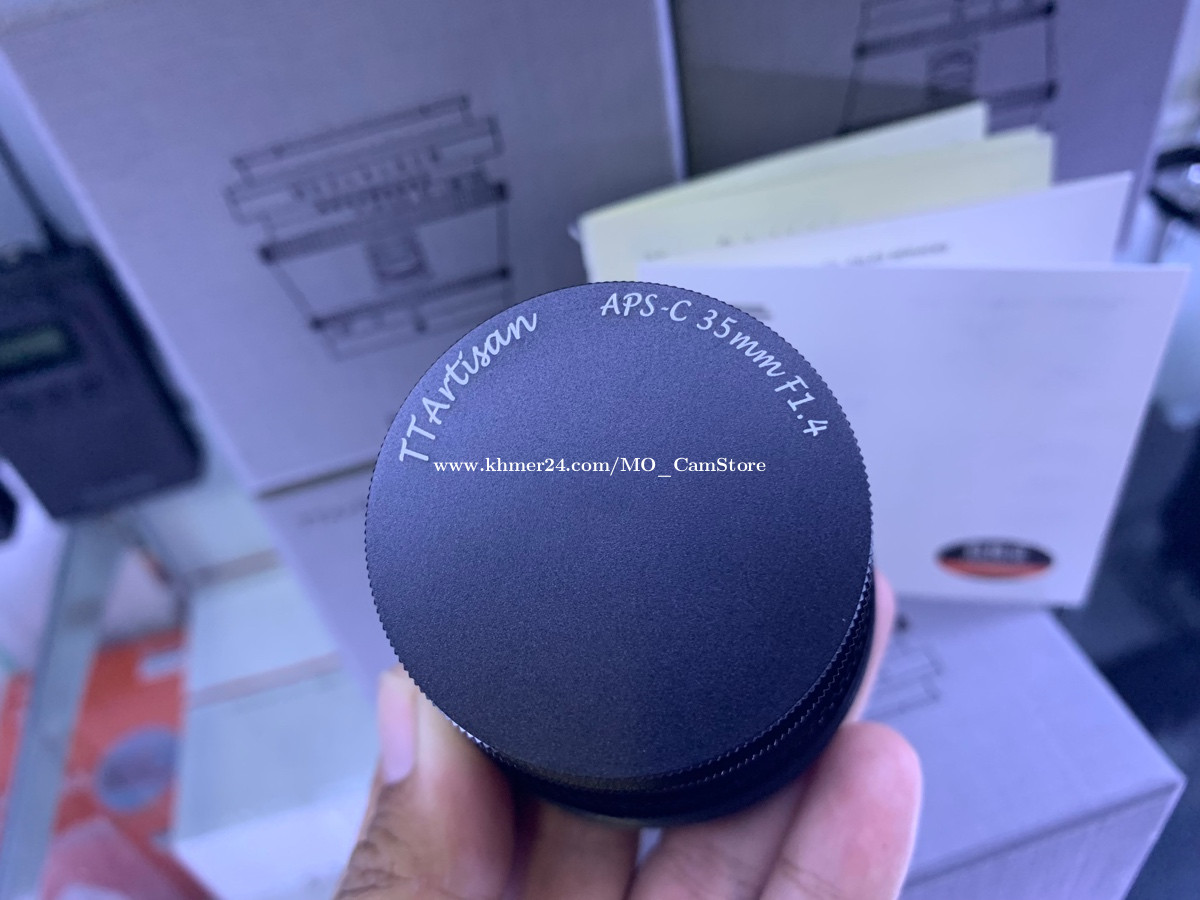 TTArtisan
APS-C 35mm F1.4
www.khmer24.com/MO_CamStore